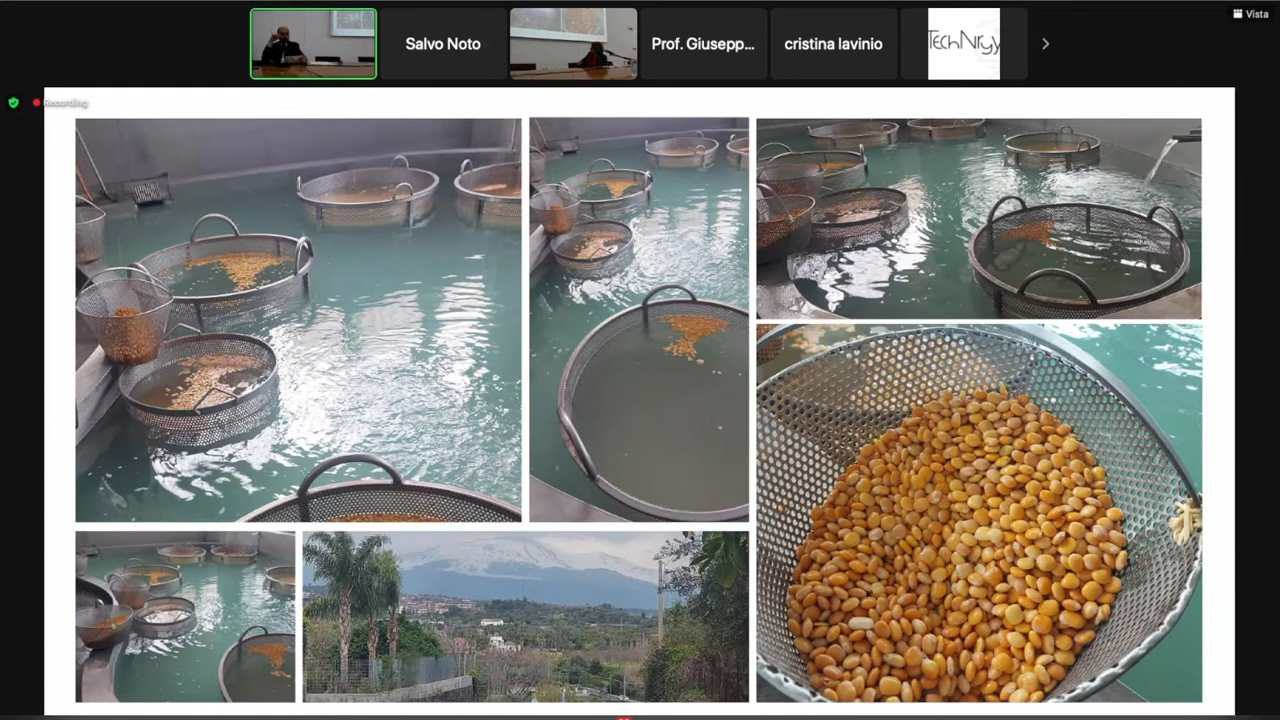 Vista
Salvo Noto
Prof. Giusepp...
cristina lavinio
TechNrgy
Recording